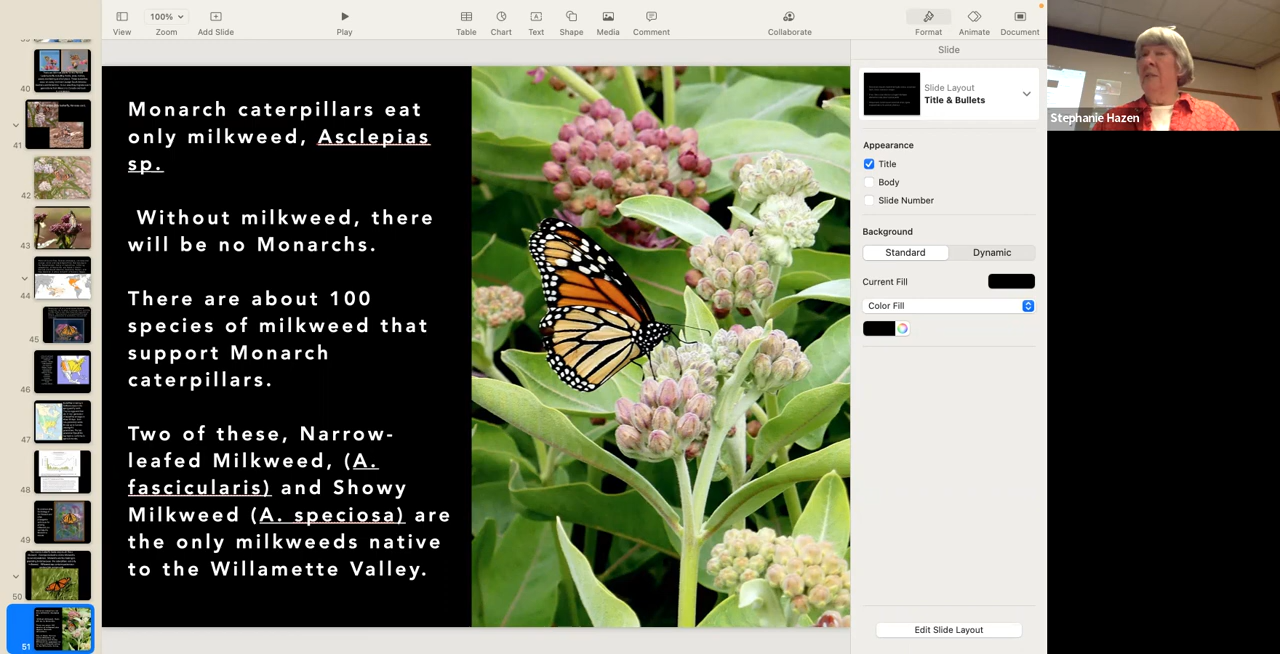 100%
View
Zoom
Add Slide
Play
Table
Chart
Text
Shape
Media
Comment
Collaborate
Format
Animate
Document
40
41
42
43
44
45
46
47
48
49
50
51
Monarch caterpillars eat
only milkweed, Asclepias
sp.
Without milkweed, there
will be no Monarchs.
There are about 100
species of milkweed that
support Monarch
caterpillars.
Two of these, Narrow-
leafed Milkweed, (A.
fascicularis) and Showy
Milkweed (A. speciosa) are
the only milkweeds native
to the Willamette Valley.
Slide
Slide Layout
Title & Bullets
Appearance
Title
Body
Slide Number
Background
Standard
Dynamic
Current Fill
Color Fill
Edit Slide Layout
Stephanie Hazen